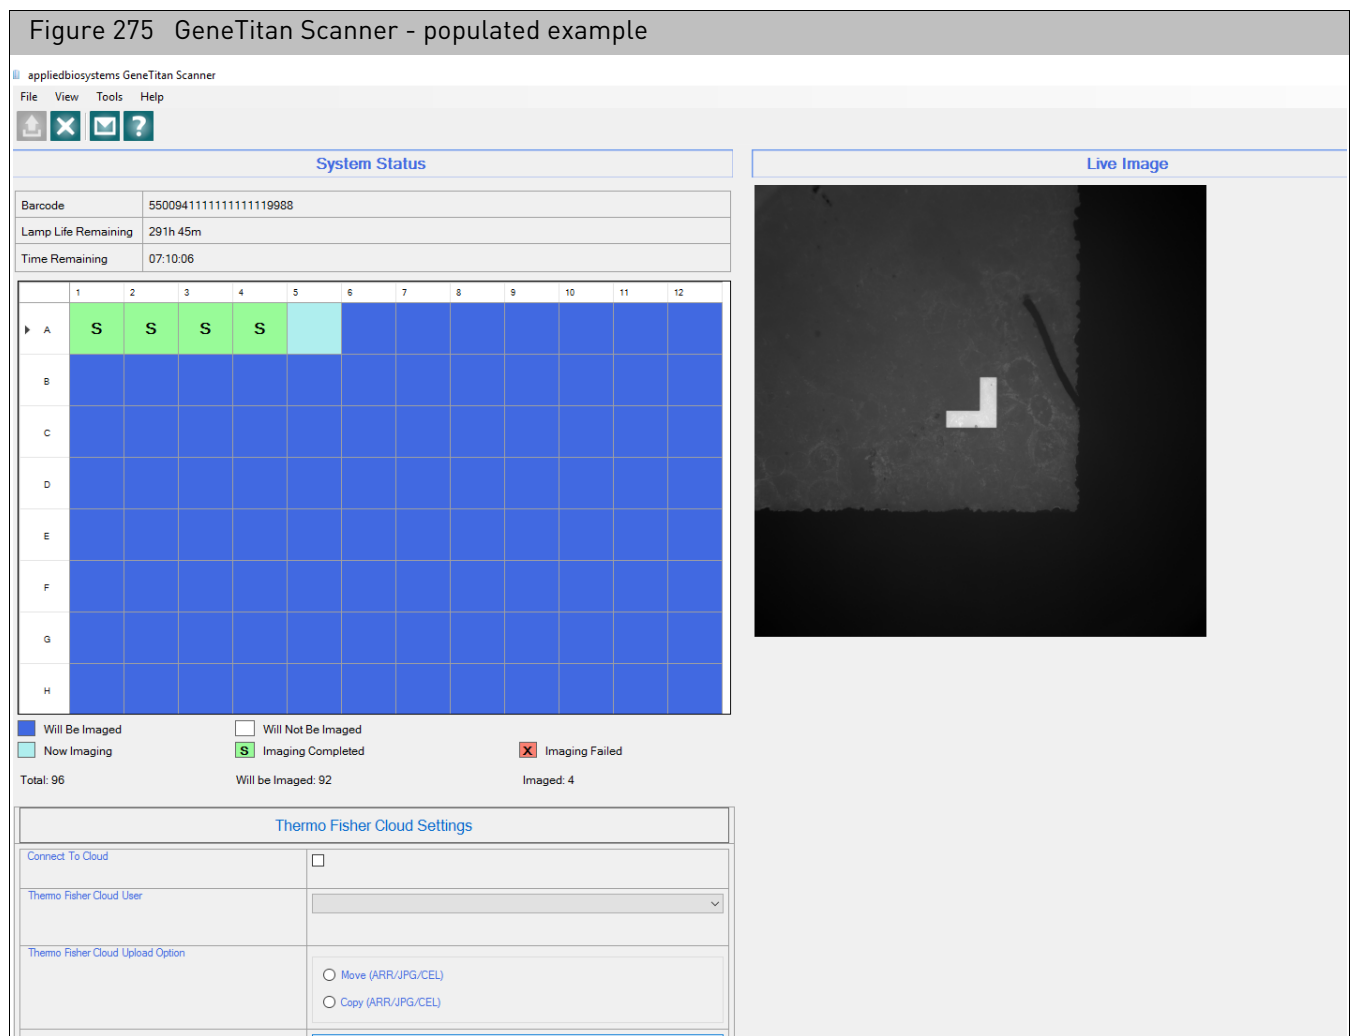 Figure 275 GeneTitan Scanner - populated example
appliedbiosystems GeneTitan Scanner
File View Tools Help
System Status
Barcode 5500941111111111119988
Lamp Life Remaining 291h 45m
Time Remaining 07:10:06
1 2 3 4 5 6 7 8 9 10 11 12
A S S S S
B
C
D
E
F
G
H
Will Be Imaged Will Not Be Imaged
Now Imaging S Imaging Completed X Imaging Failed
Total: 96 Will be Imaged: 92 Imaged: 4
Thermo Fisher Cloud Settings
Connect To Cloud
Thermo Fisher Cloud User
Thermo Fisher Cloud Upload Option
Move (ARR/JPG/CEL)
Copy (ARR/JPG/CEL)
Live Image